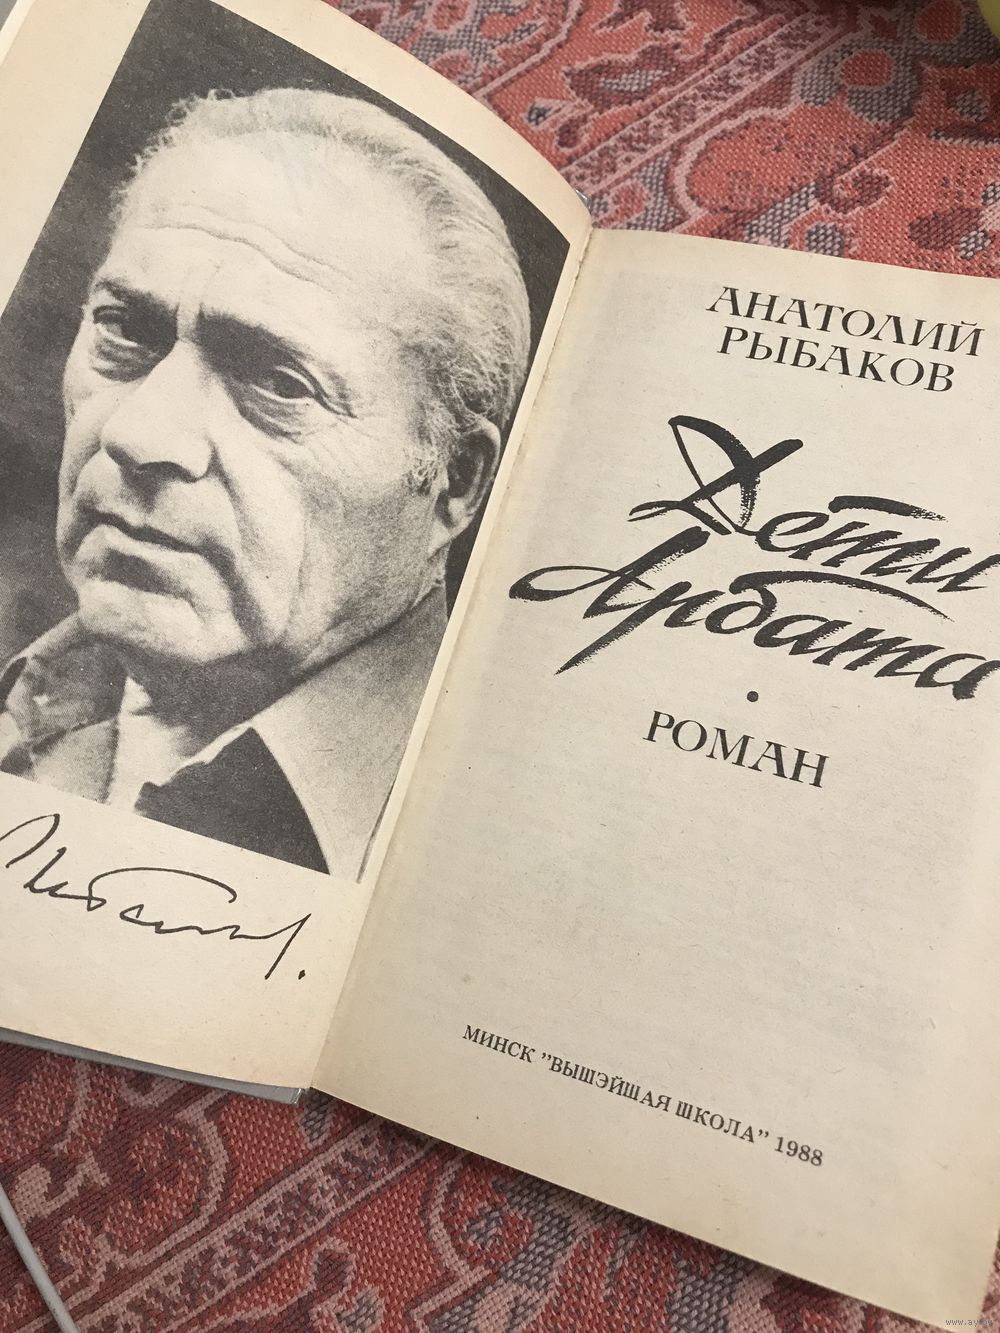 АНАТОЛИЙ
РЫБАКОВ
Дети
Арбата
•
РОМАН
МИНСК "ВЫШЭЙШАЯ ШКОЛА" 1988